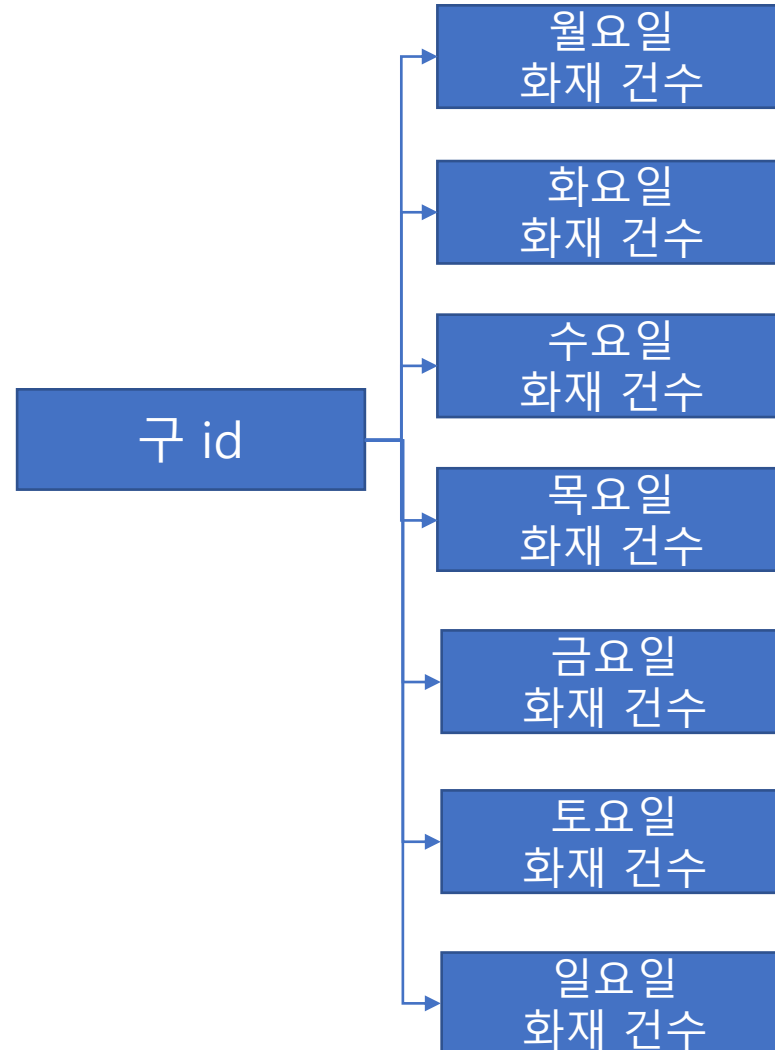 월요일
화재 건수
화요일
화재 건수
수요일
화재 건수
구 id
목요일
화재 건수
금요일
화재 건수
토요일
화재 건수
일요일
화재 건수